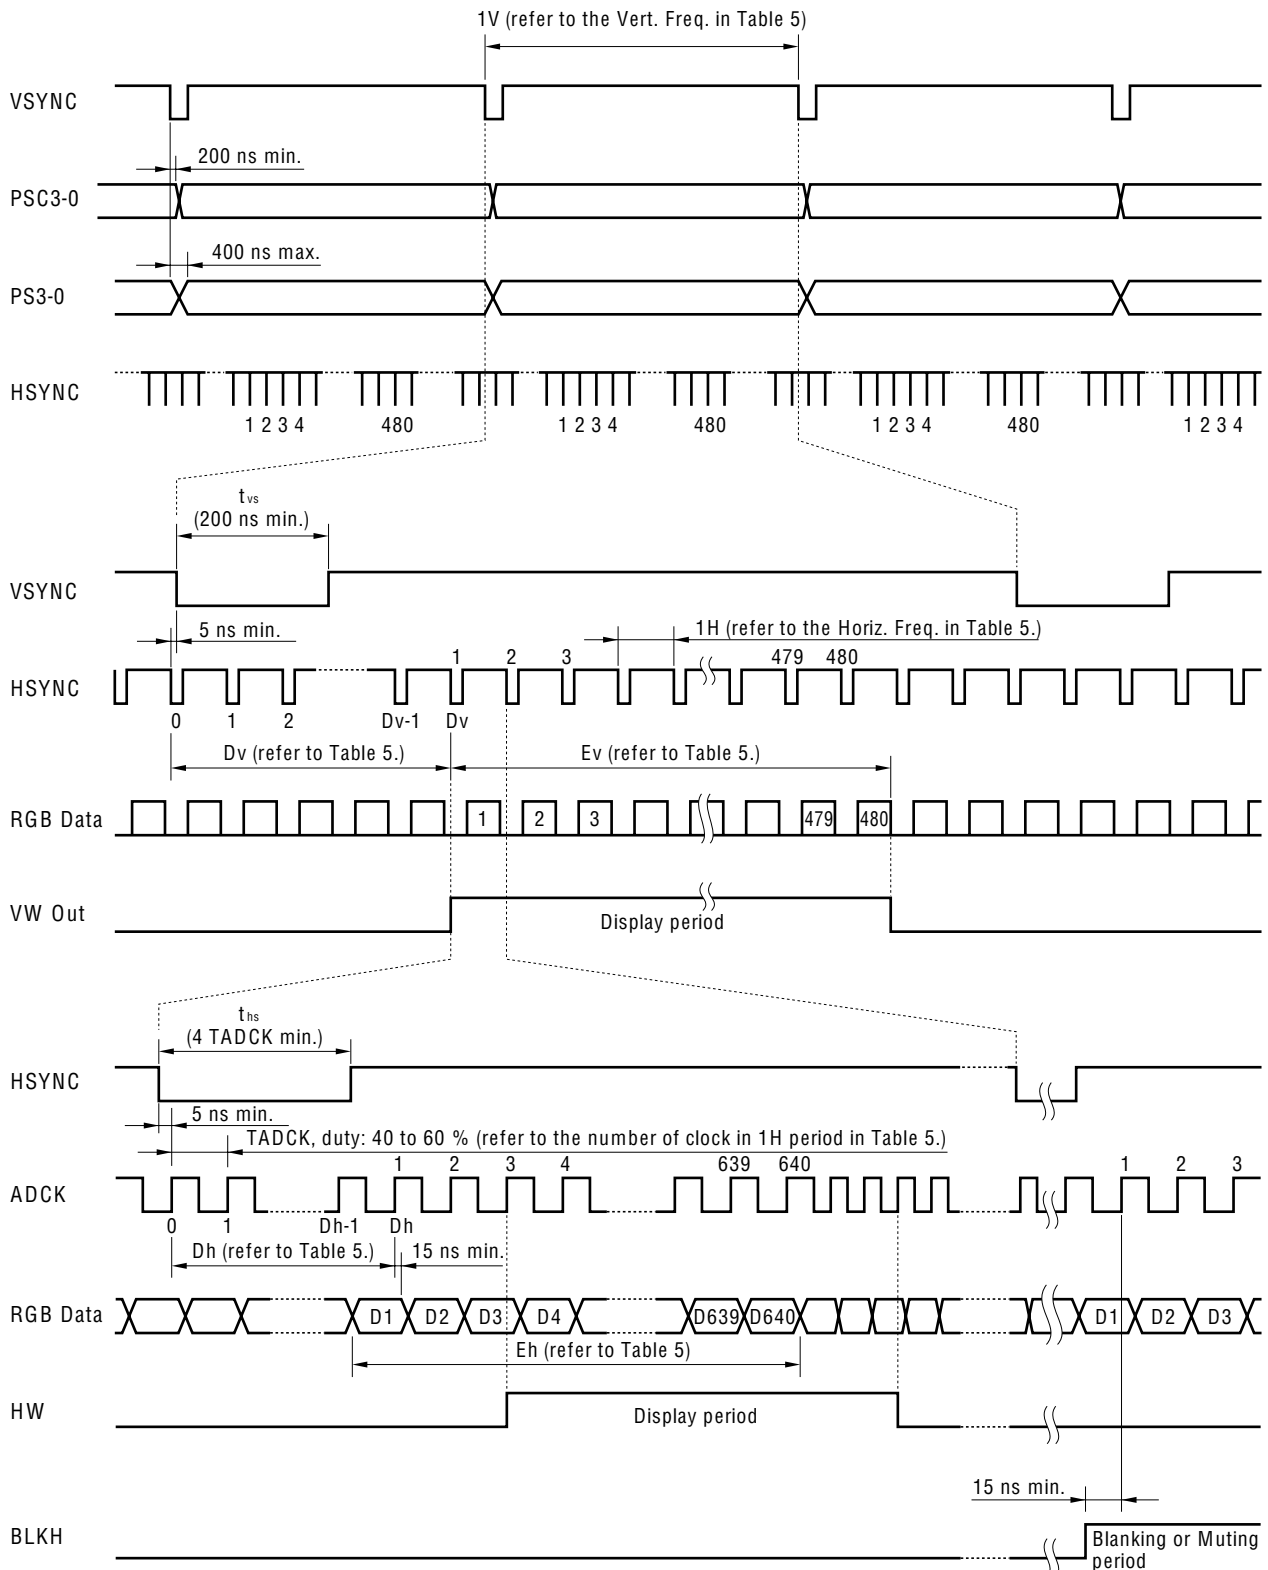 1V (refer to the Vert. Freq. in Table 5)
VSYNC
200 ns min.
PSC3-0
400 ns max.
PS3-0
HSYNC
1 2 3 4 480 1 2 3 4 480 1 2 3 4 480 1 2 3 4
tvs
(200 ns min.)
VSYNC
5 ns min.
1H (refer to the Horiz. Freq. in Table 5.)
1 2 3 479 480
HSYNC
0 1 2 Dv-1 Dv
Dv (refer to Table 5.) Ev (refer to Table 5.)
RGB Data 1 2 3 479 480
VW Out
Display period
ths
(4 TADCK min.)
HSYNC
5 ns min.
TADCK, duty: 40 to 60 % (refer to the number of clock in 1H period in Table 5.)
1 2 3 4 639 640 1 2 3
ADCK
0 1 Dh-1 Dh
Dh (refer to Table 5.) 15 ns min.
RGB Data D1 D2 D3 D4 D639 D640 D1 D2 D3
Eh (refer to Table 5)
HW
Display period
15 ns min.
BLKH
Blanking or Muting
period